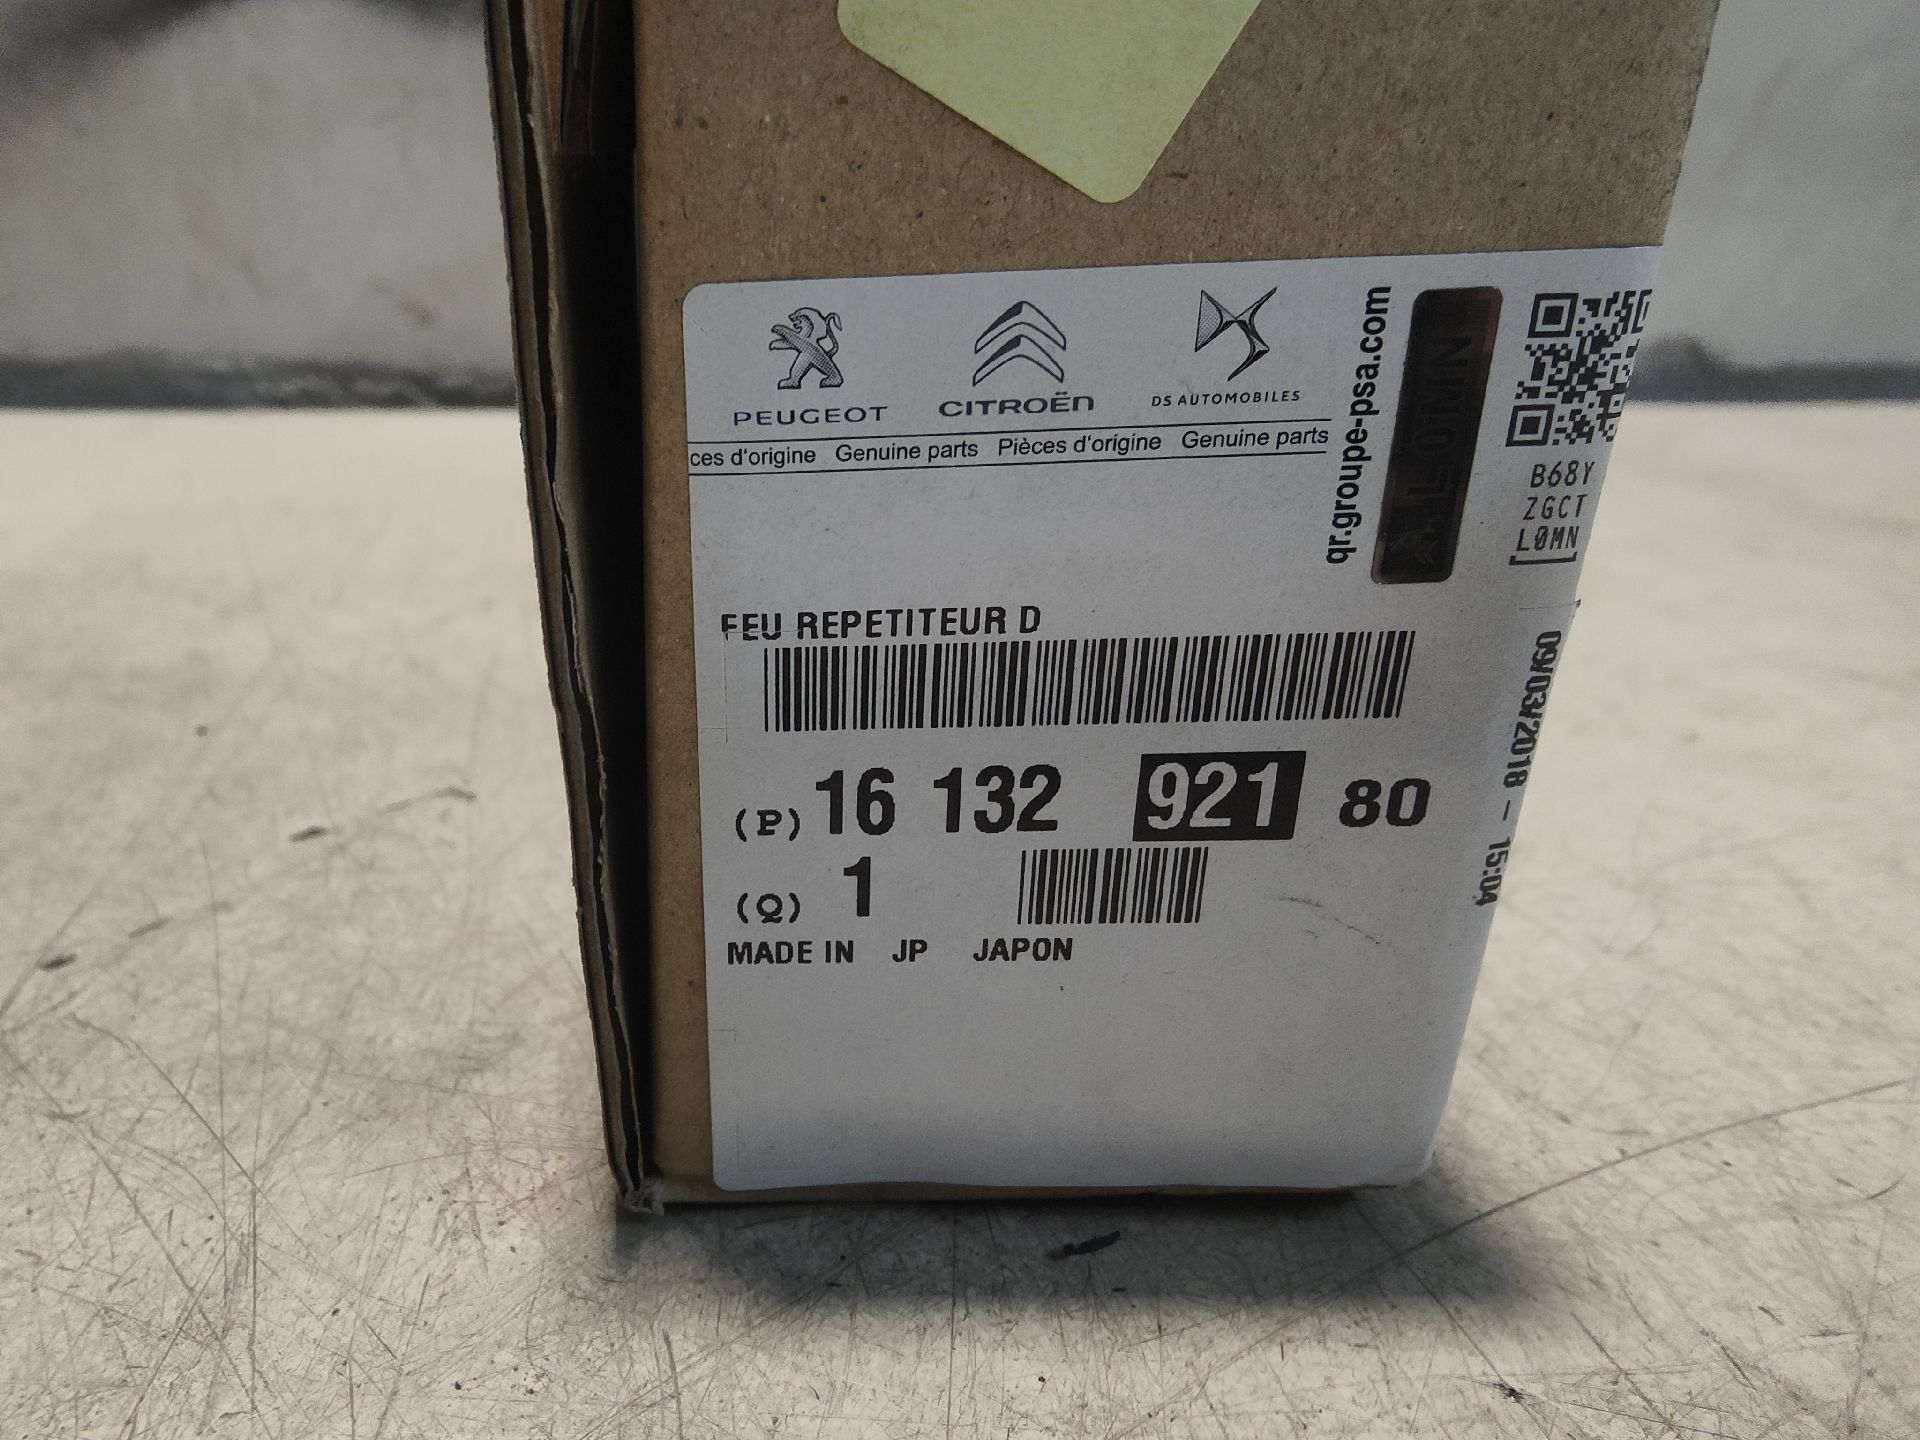 PEUGEOT
CITROËN
DS AUTOMOBILES
ces d'origine Genuine parts Pièces d'origine Genuine parts
qr.groupe-psa.com
L0MN
B68Y
ZGCT
L0MN
FEU REPETITEUR D
(P) 16 132 921 80
(Q) 1
MADE IN JP JAPON
09/03/2018 - 15:04